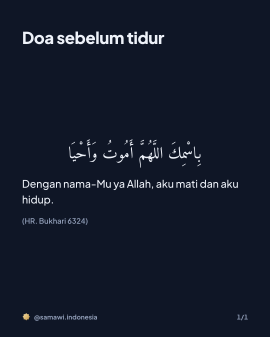 Doa sebelum tidur
بِاسْمِكَ اللَّهُمَّ أَمُوتُ وَأَحْيَا
Dengan nama-Mu ya Allah, aku mati dan aku
hidup.
(HR. Bukhari 6324)
@samawi.indonesia
1/1